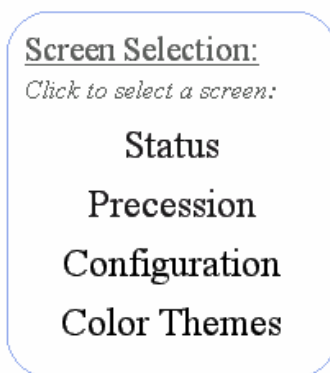 Screen Selection:
Click to select a screen:
Status
Precession
Configuration
Color Themes